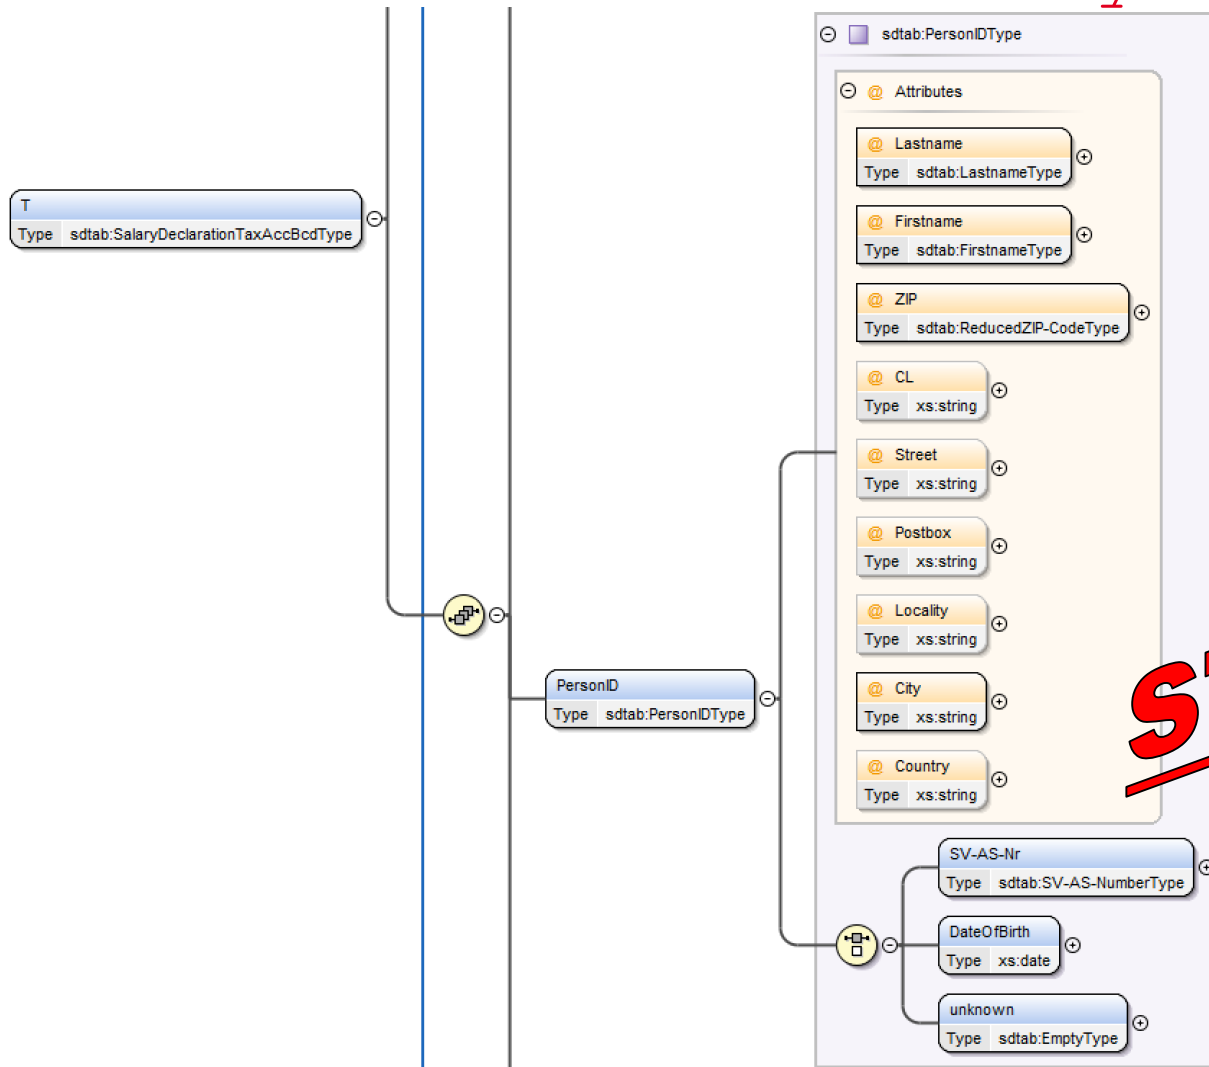 sdtab:PersonIDType
@ Attributes
@ Lastname
Type sdtab:LastnameType
@ Firstname
Type sdtab:FirstnameType
@ ZIP
Type sdtab:ReducedZIP-CodeType
@ CL
Type xs:string
@ Street
Type xs:string
@ Postbox
Type xs:string
@ Locality
Type xs:string
@ City
Type xs:string
@ Country
Type xs:string
T
Type sdtab:SalaryDeclarationTaxAccBcdType
PersonID
Type sdtab:PersonIDType
SV-AS-Nr
Type sdtab:SV-AS-NumberType
DateOfBirth
Type xs:date
unknown
Type sdtab:EmptyType